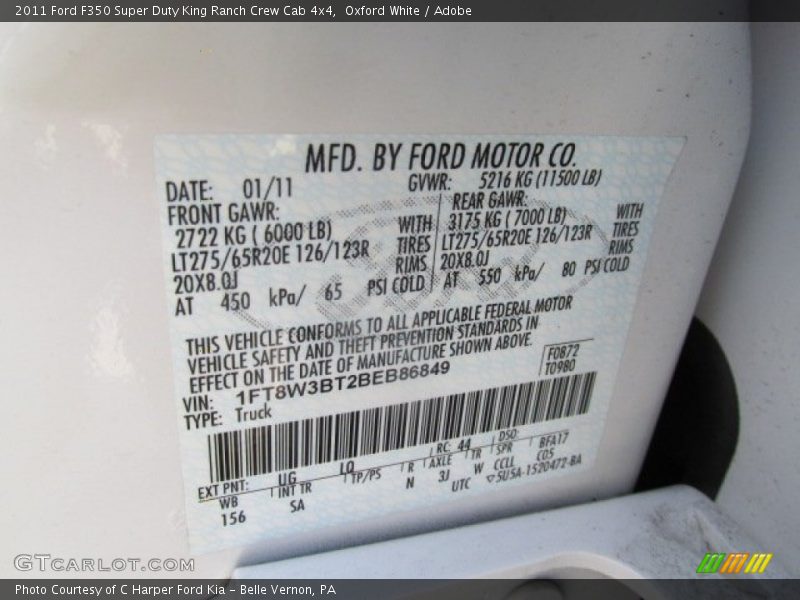 2011 Ford F350 Super Duty King Ranch Crew Cab 4x4, Oxford White / Adobe
MFD. BY FORD MOTOR CO.
DATE: 01/11 GVWR: 5216 KG (11500 LB)
FRONT GAWR: REAR GAWR:
2722 KG ( 6000 LB) WITH 3175 KG ( 7000 LB) WITH
LT275/65R20E 126/123R TIRES LT275/65R20E 126/123R TIRES
20X8.0J RIMS 20X8.0J RIMS
AT 450 kPa/ 65 PSI COLD AT 550 kPa/ 80 PSI COLD
THIS VEHICLE CONFORMS TO ALL APPLICABLE FEDERAL MOTOR
VEHICLE SAFETY AND THEFT PREVENTION STANDARDS IN
EFFECT ON THE DATE OF MANUFACTURE SHOWN ABOVE.
F0872
VIN: 1FT8W3BT2BEB86849 T0980
TYPE: Truck
EXT PNT: UG LQ RC: 44 DSO:
WB INT TR TP/PS R AXLE TR SPR BFA17
156 SA N 3J W CCLL C05
UTC ▽5U5A-1520472-BA
GTCARLOT.COM
Photo Courtesy of C Harper Ford Kia – Belle Vernon, PA